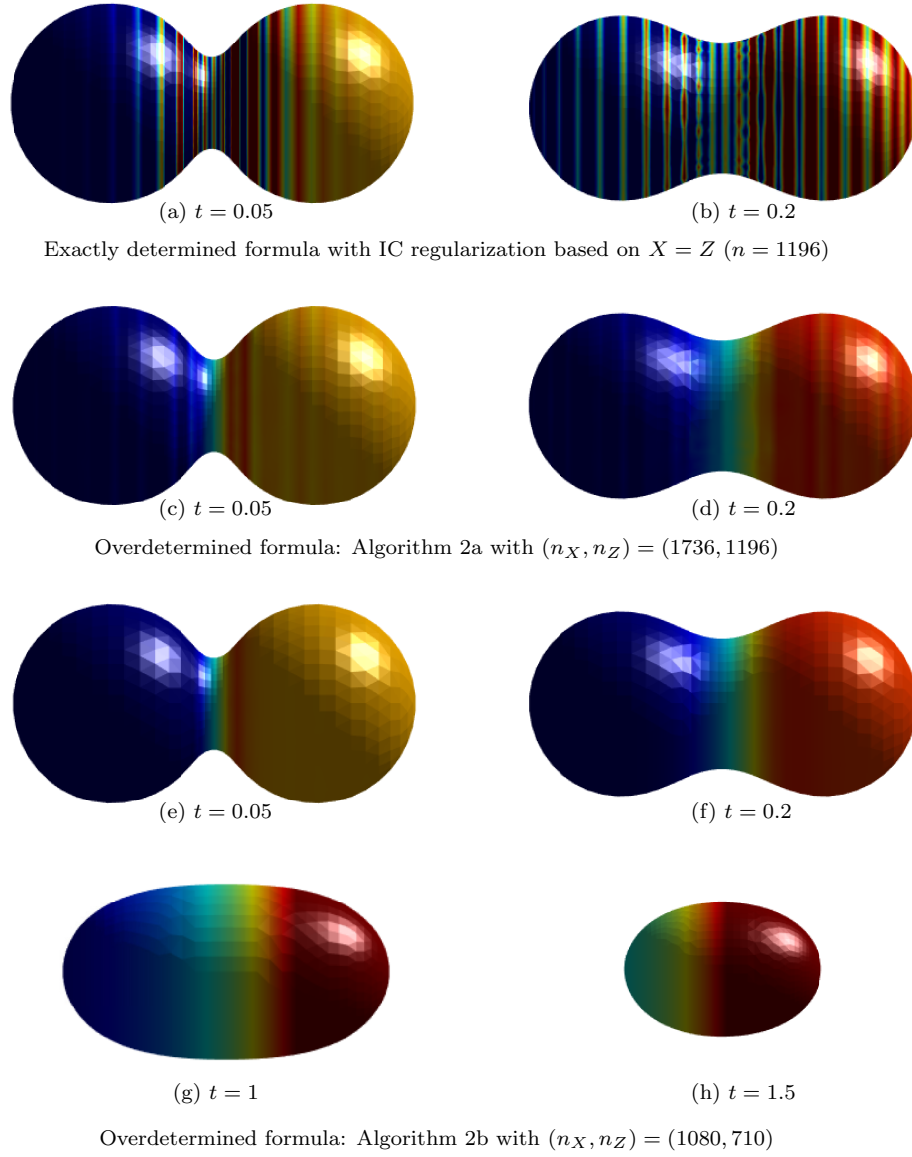 (a) t = 0.05 (b) t = 0.2
Exactly determined formula with IC regularization based on X = Z (n = 1196)
(c) t = 0.05 (d) t = 0.2
Overdetermined formula: Algorithm 2a with (n_X, n_Z) = (1736, 1196)
(e) t = 0.05 (f) t = 0.2
(g) t = 1 (h) t = 1.5
Overdetermined formula: Algorithm 2b with (n_X, n_Z) = (1080, 710)